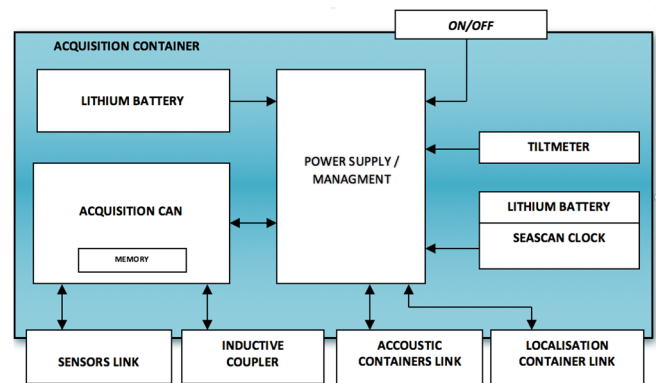 ON/OFF
ACQUISITION CONTAINER
LITHIUM BATTERY
POWER SUPPLY /
MANAGMENT
TILTMETER
ACQUISITION CAN
MEMORY
LITHIUM BATTERY
SEASCAN CLOCK
SENSORS LINK
INDUCTIVE
COUPLER
ACCOUSTIC
CONTAINERS LINK
LOCALISATION
CONTAINER LINK